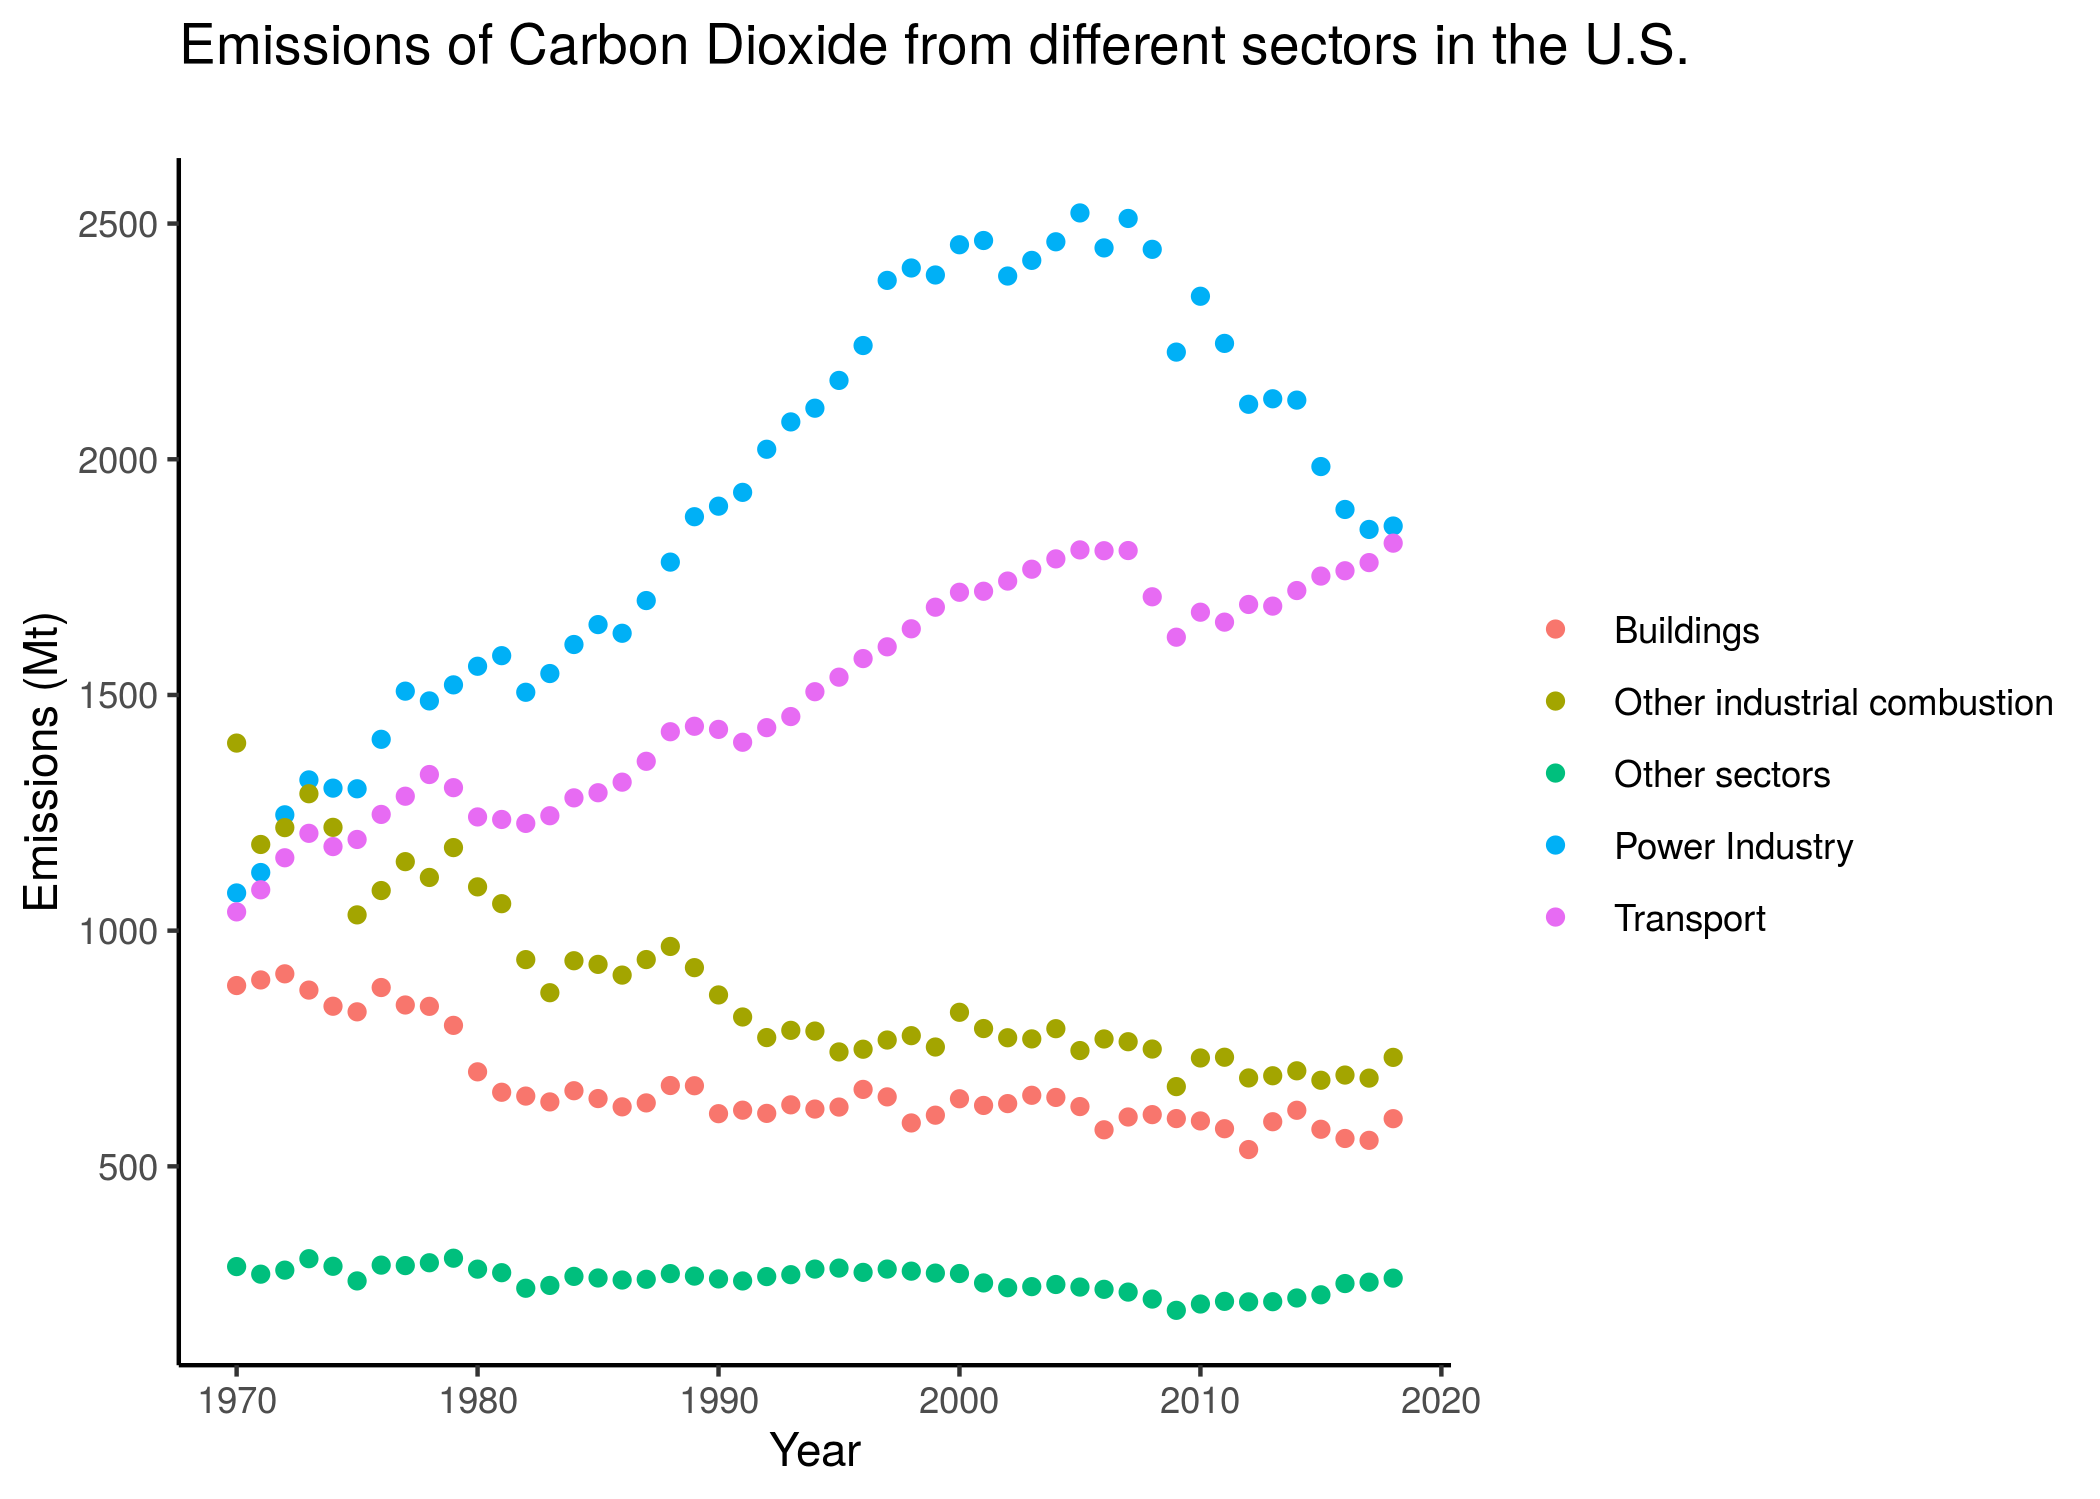 Emissions of Carbon Dioxide from different sectors in the U.S.
Emissions (Mt)
2500
2000
1500
1000
500
1970 1980 1990 2000 2010 2020
Year
Buildings
Other industrial combustion
Other sectors
Power Industry
Transport